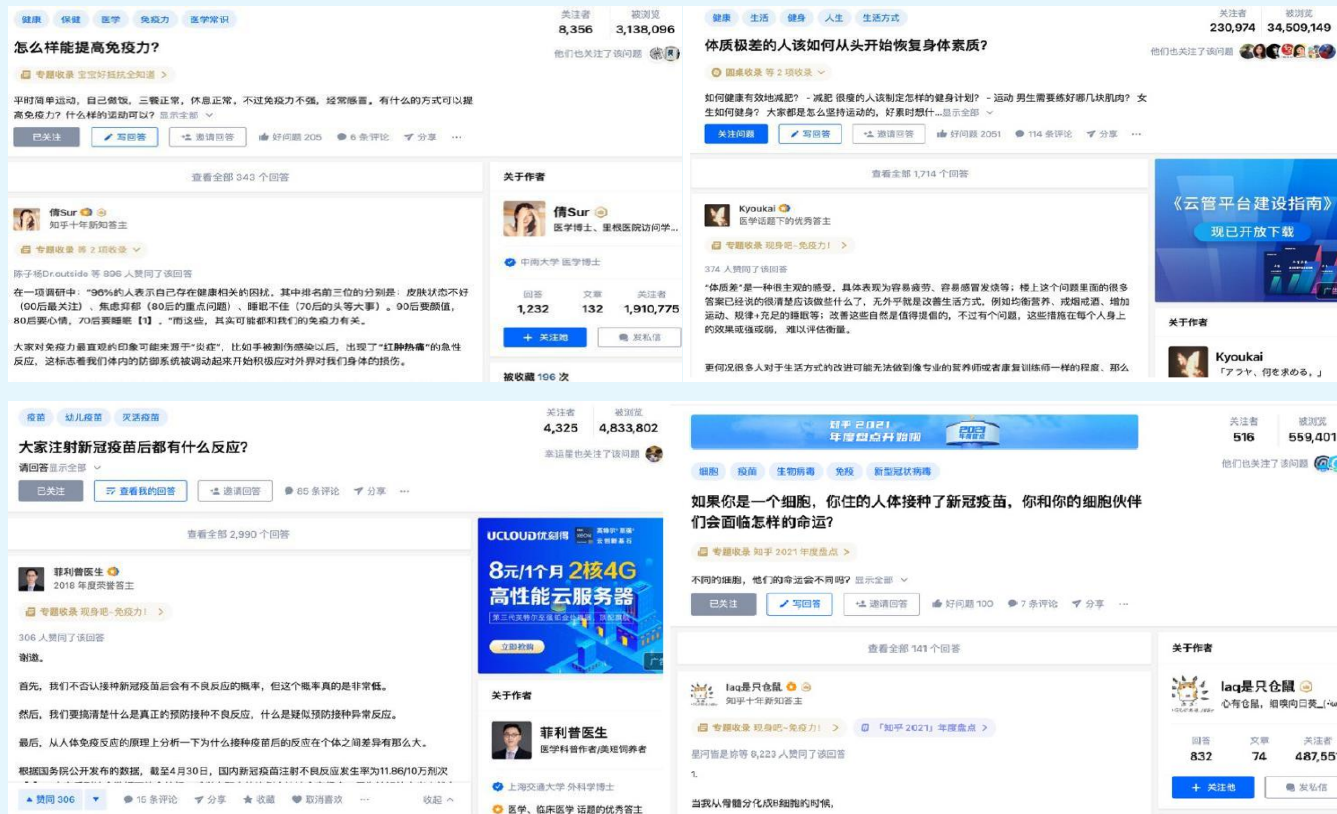 健康 保健 医学 免疫力 医学常识
关注者 被浏览
8,356 3,138,096
怎么样能提高免疫力?
他们也关注了该问题
专题收录 宝宝好抵抗全知道 >
平时简单运动，自己做饭，三餐正常，休息正常，不过免疫力不强，经常感冒。有什么的方式可以提
高免疫力？什么样的运动可以？显示全部
已关注 写回答 邀请回答 好问题 205 6 条评论 分享 ...
查看全部 343 个回答
倩Sur
知乎十年新知答主
专题收录 等 2 项收录
陈子杨Dr.outside 等 896 人赞同了该回答
在一项调研中：“96%的人表示自己存在健康相关的困扰。其中排名前三位的分别是：皮肤状态不好
（00后最关注）、焦虑抑郁（80后的重点问题）、睡眠不佳（70后的头等大事）。90后要颜值，
80后要心情，70后要睡眠【1】。”而这些，其实可能都和我们的免疫力有关。
大家对免疫力最直观的印象可能来源于“炎症”，比如手被割伤感染以后，出现了“红肿热痛”的急性
反应，这标志着我们体内的防御系统被调动起来开始积极应对外界对我们身体的损伤。
关于作者
倩Sur
医学博士、里根医院访问学...
中南大学 医学博士
回答 文章 关注者
1,232 132 1,910,775
+ 关注她 发私信
被收藏 196 次
健康 生活 健身 人生 生活方式
关注者 被浏览
230,974 34,509,149
体质极差的人该如何从头开始恢复身体素质?
他们也关注了该问题
圆桌收录 等 2 项收录
如何健康有效地减肥？ - 减肥 很瘦的人该制定怎样的健身计划？ - 运动 男生需要练好哪几块肌肉？ 女
生如何健身？ 大家都是怎么坚持运动的，好累时想什...显示全部
关注问题 写回答 邀请回答 好问题 2051 114 条评论 分享 ...
查看全部 1,714 个回答
Kyoukai
医学话题下的优秀答主
专题收录 现身吧~免疫力！ >
374 人赞同了该回答
“体质差”是一种很主观的感受，具体表现为容易疲劳、容易感冒发烧等；楼上这个问题里面的很多
答案已经说的很清楚应该做些什么了，无外乎就是改善生活方式，例如均衡营养、戒烟戒酒、增加
运动、规律+充足的睡眠等；改善这些自然是值得提倡的，不过有个问题，这些措施在每个人身上
的效果或强或弱，难以评估衡量。
更何况很多人对于生活方式的改进可能无法做到像专业的营养师或者康复训练师一样的程度、那么
《云管平台建设指南》
现已开放下载
关于作者
Kyoukai
「アラヤ、何を求める。」
疫苗 幼儿疫苗 灭活疫苗
关注者 被浏览
4,325 4,833,802
大家注射新冠疫苗后都有什么反应?
幸运星也关注了该问题
请回答显示全部
已关注 查看我的回答 邀请回答 85 条评论 分享 ...
查看全部 2,990 个回答
菲利普医生
2018 年度荣誉答主
专题收录 现身吧~免疫力！ >
306 人赞同了该回答
谢邀。
首先，我们不否认接种新冠疫苗后会有不良反应的概率，但这个概率真的是非常低。
然后，我们要搞清楚什么是真正的预防接种不良反应，什么是疑似预防接种异常反应。
最后，从人体免疫反应的原理上分析一下为什么接种疫苗后的反应在个体之间差异有那么大。
根据国务院公开发布的数据，截至4月30日，国内新冠疫苗注射不良反应发生率为11.86/10万剂次
赞同 306 15 条评论 分享 收藏 取消喜欢 ... 收起
UCLOUD优刻得
8元/1个月 2核4G
高性能云服务器
立即抢购
关于作者
菲利普医生
医学科普作者/美短饲养者
上海交通大学 外科学博士
医学、临床医学 话题的优秀答主
知乎 2021
年度盘点开始啦
关注者 被浏览
516 559,401
细胞 疫苗 生物病毒 免疫 新型冠状病毒
他们也关注了该问题
如果你是一个细胞，你住的人体接种了新冠疫苗，你和你的细胞伙伴
们会面临怎样的命运?
专题收录 知乎 2021 年度盘点 >
不同的细胞，他们的命运会不同吗？显示全部
已关注 写回答 邀请回答 好问题 100 7 条评论 分享 ...
查看全部 141 个回答
laq是只仓鼠
知乎十年新知答主
专题收录 现身吧~免疫力！ > 「知乎 2021」年度盘点 >
星河皆是妳等 8,223 人赞同了该回答
1.
当我从骨髓分化成B细胞的时候，
关于作者
laq是只仓鼠
心有仓鼠，细嗅向日葵_
回答 文章 关注者
832 74 487,55
+ 关注他 发私信